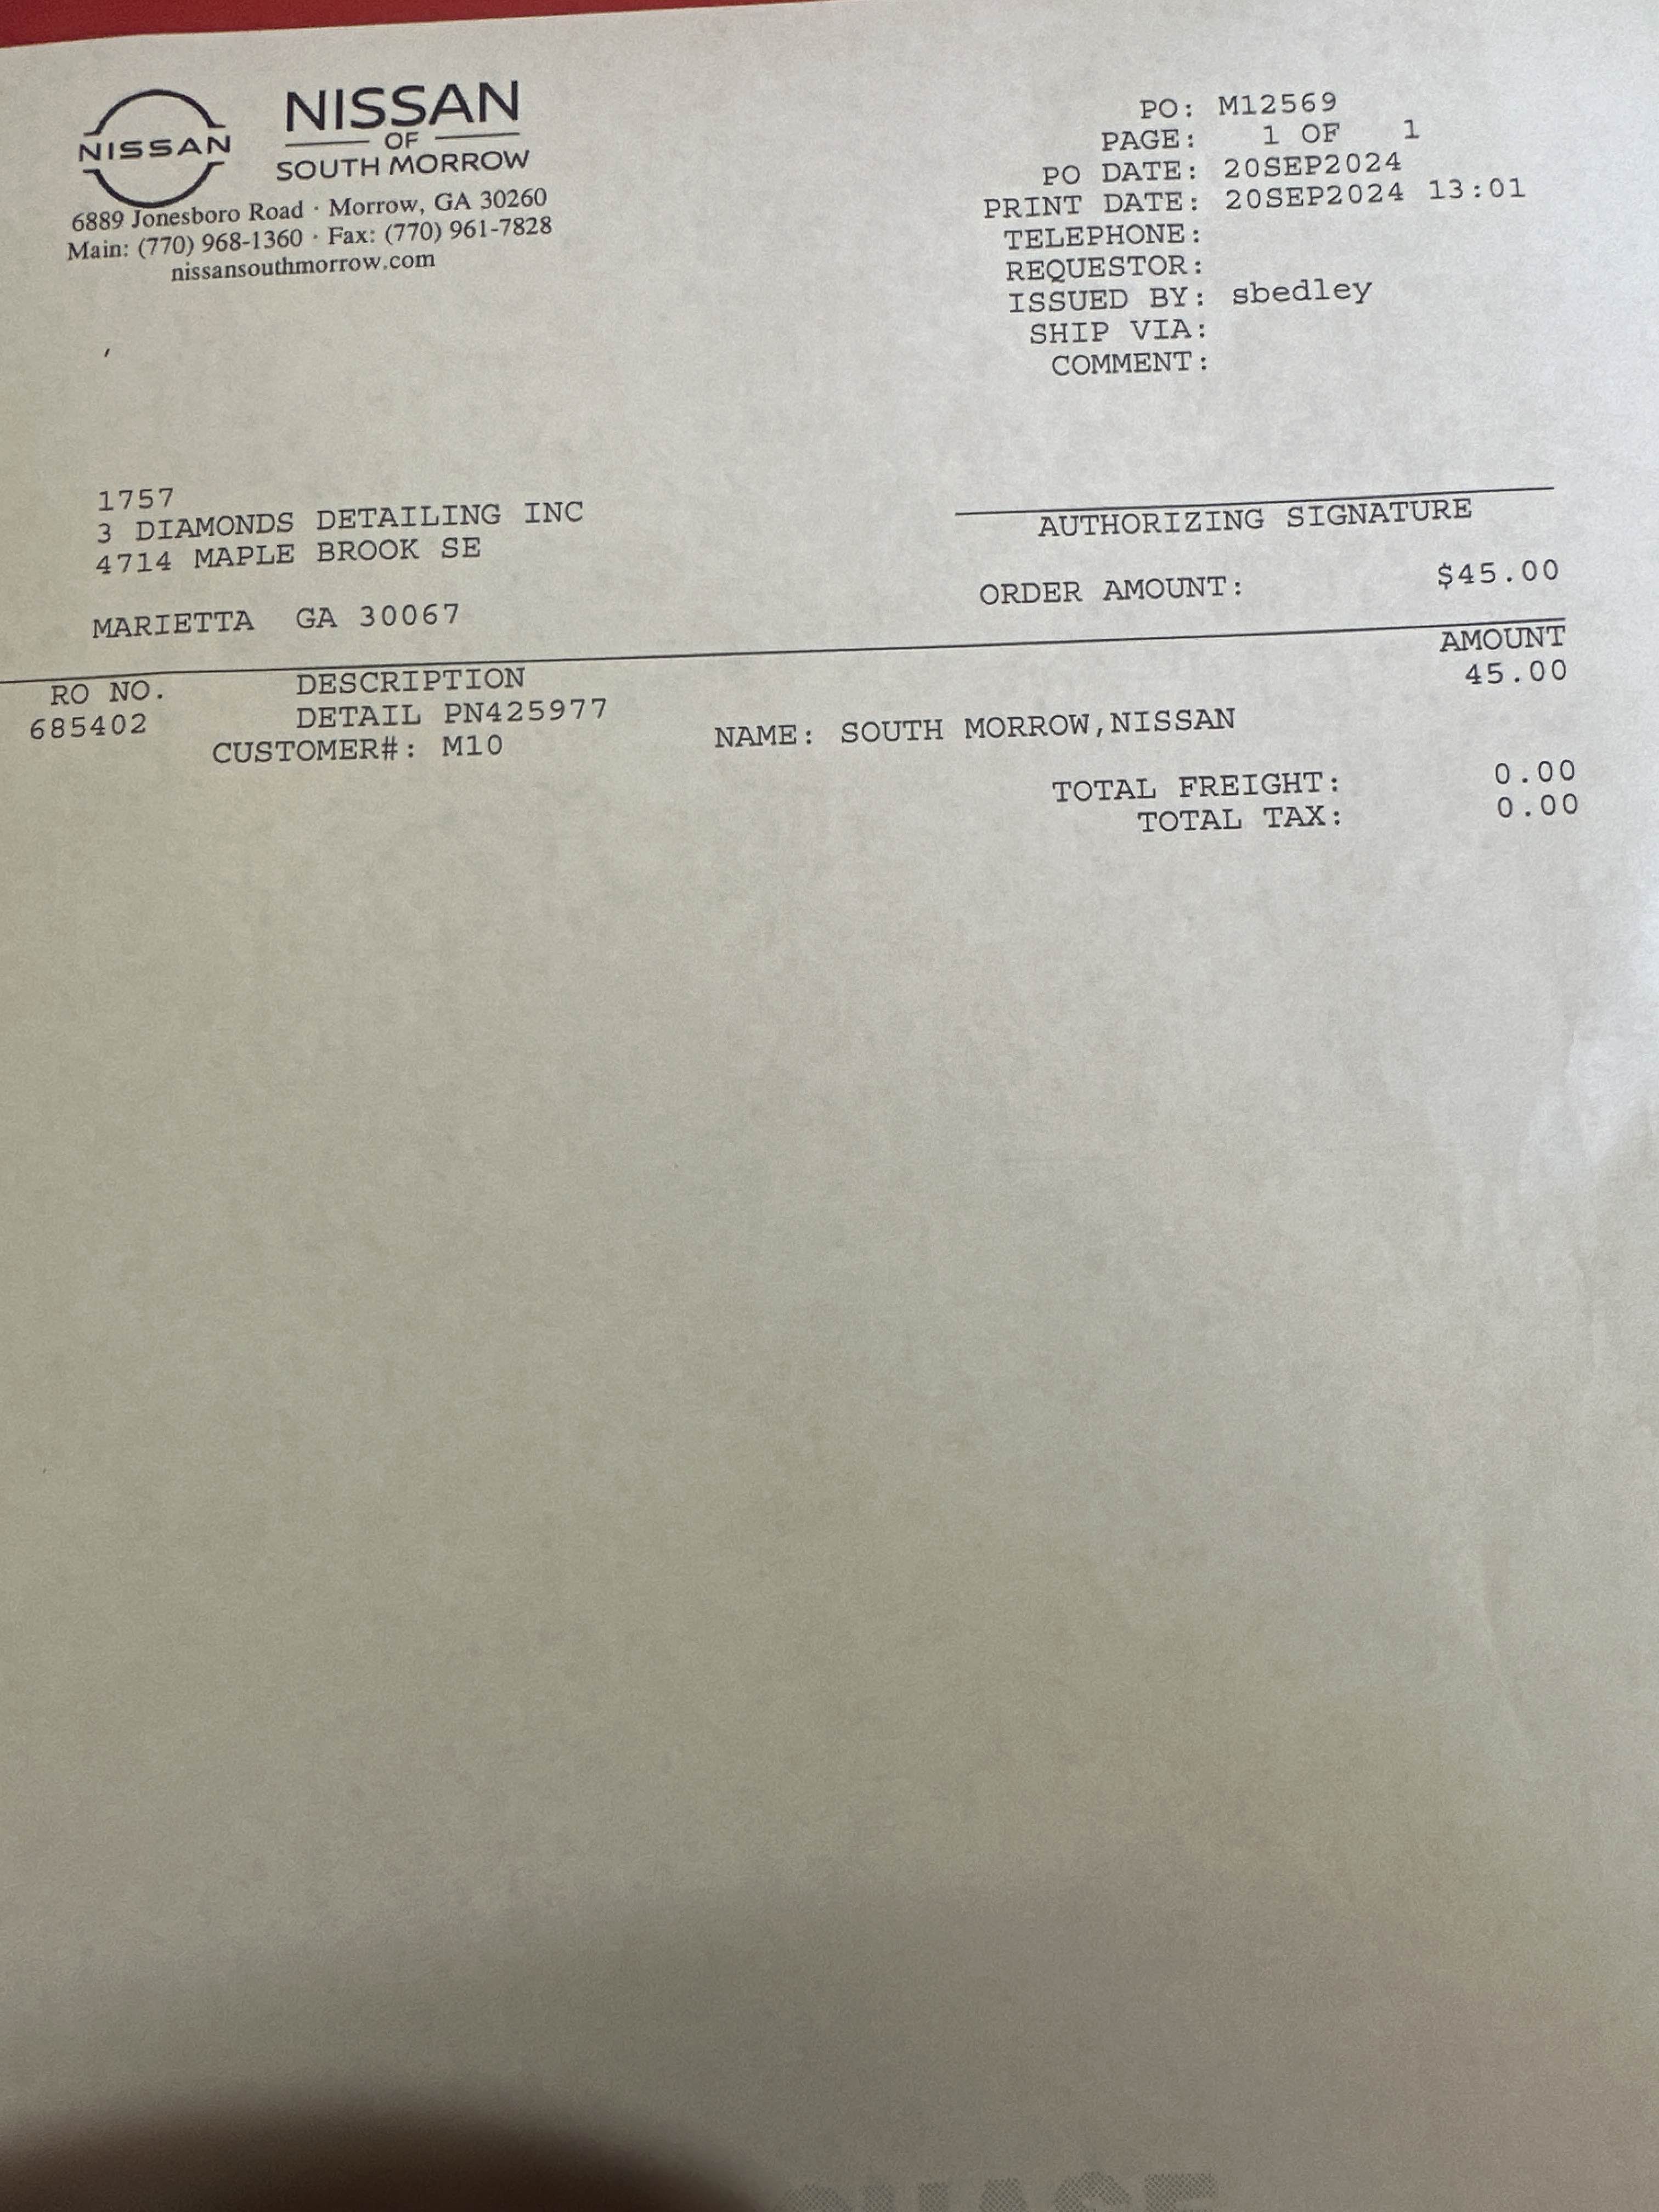 NISSAN
NISSAN
OF
SOUTH MORROW
6889 Jonesboro Road · Morrow, GA 30260
Main: (770) 968-1360 · Fax: (770) 961-7828
nissansouthmorrow.com
PO: M12569
PAGE: 1 OF 1
PO DATE: 20SEP2024
PRINT DATE: 20SEP2024 13:01
TELEPHONE:
REQUESTOR:
ISSUED BY: sbedley
SHIP VIA:
COMMENT:
1757
3 DIAMONDS DETAILING INC
4714 MAPLE BROOK SE
MARIETTA GA 30067
AUTHORIZING SIGNATURE
ORDER AMOUNT: $45.00
RO NO. DESCRIPTION AMOUNT
685402 DETAIL PN425977 45.00
CUSTOMER#: M10 NAME: SOUTH MORROW,NISSAN
TOTAL FREIGHT: 0.00
TOTAL TAX: 0.00